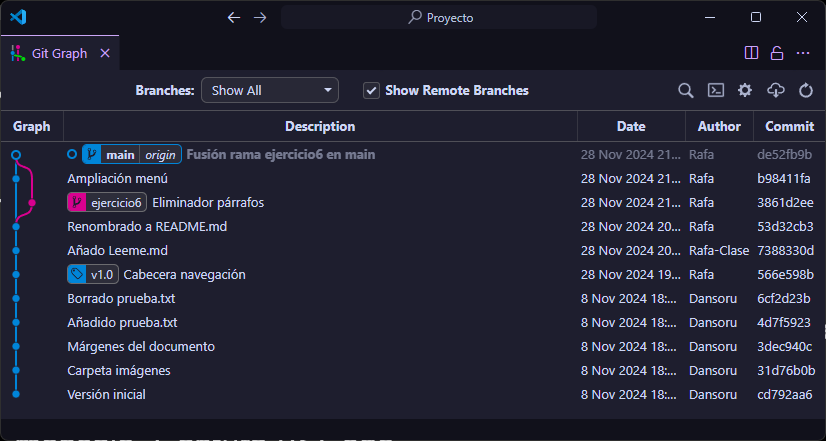 Proyecto
Git Graph
Branches: Show All Show Remote Branches
Graph Description Date Author Commit
main origin Fusión rama ejercicio6 en main 28 Nov 2024 21... Rafa de52fb9b
Ampliación menú 28 Nov 2024 21... Rafa b98411fa
ejercicio6 Eliminador párrafos 28 Nov 2024 21... Rafa 3861d2ee
Renombrado a README.md 28 Nov 2024 20... Rafa 53d32cb3
Añado Leeme.md 28 Nov 2024 20... Rafa-Clase 7388330d
v1.0 Cabecera navegación 28 Nov 2024 19... Rafa 566e598b
Borrado prueba.txt 8 Nov 2024 18:... Dansoru 6cf2d23b
Añadido prueba.txt 8 Nov 2024 18:... Dansoru 4d7f5923
Márgenes del documento 8 Nov 2024 18:... Dansoru 3dec940c
Carpeta imágenes 8 Nov 2024 18:... Dansoru 31d76b0b
Versión inicial 8 Nov 2024 18:... Dansoru cd792aa6